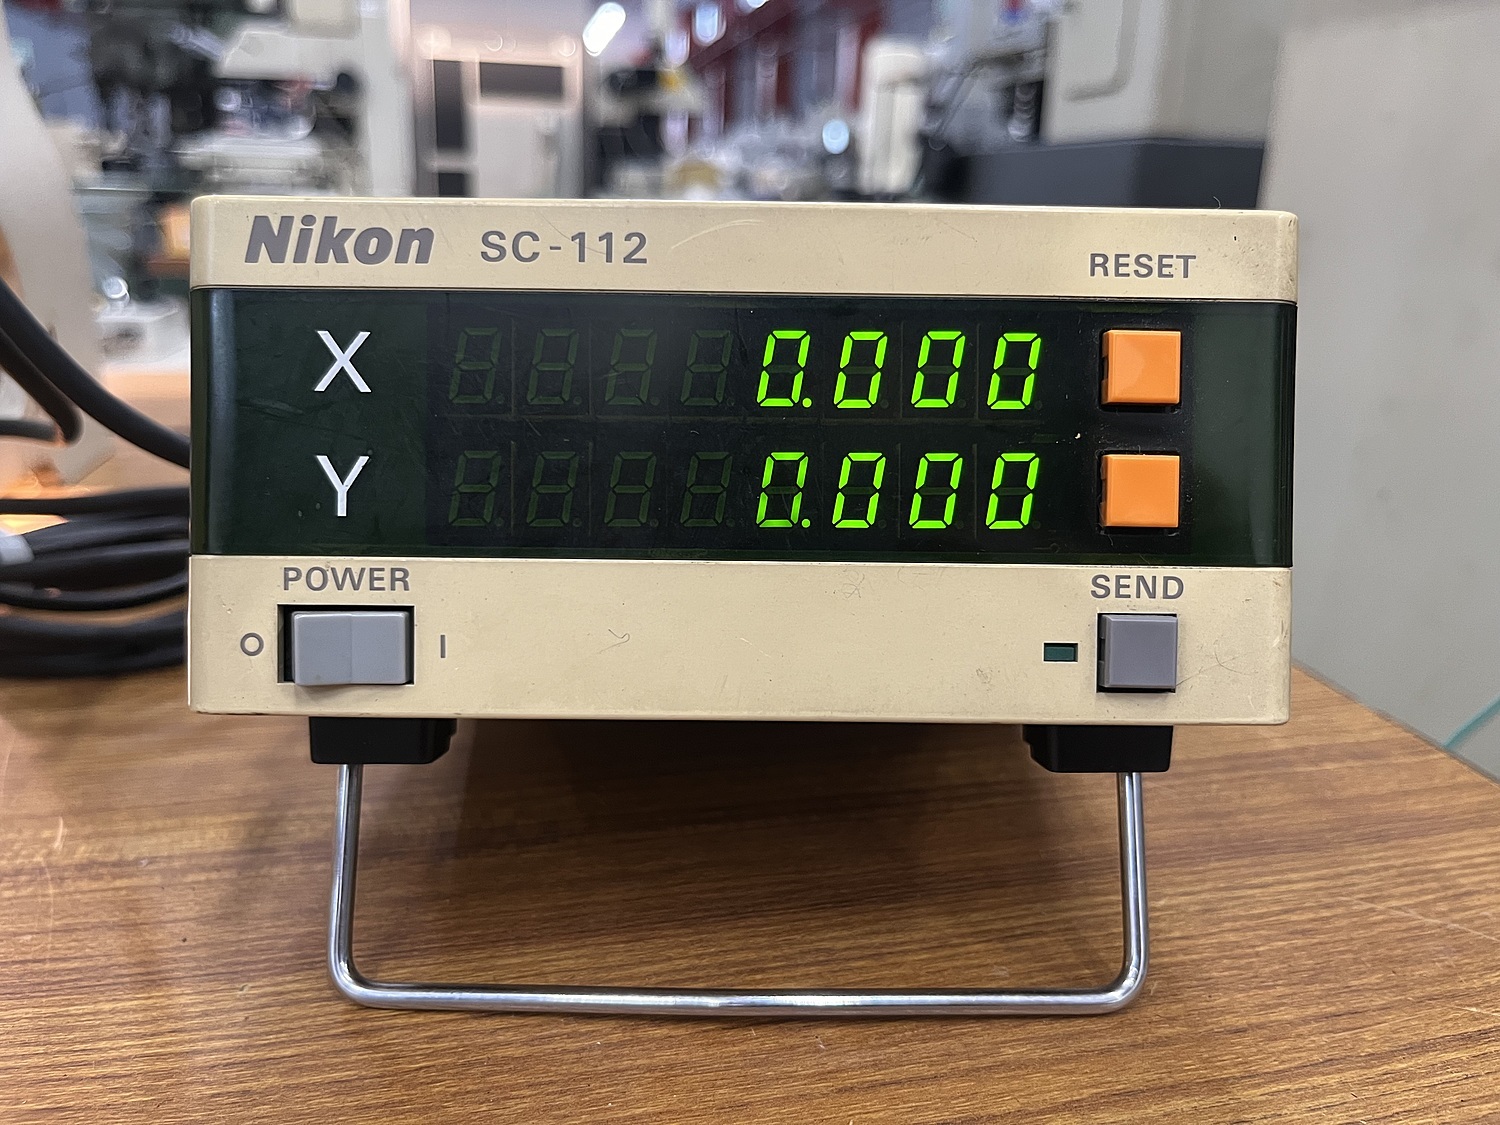 Nikon SC-112
RESET
X 0.000
Y 0.000
POWER
SEND
O I